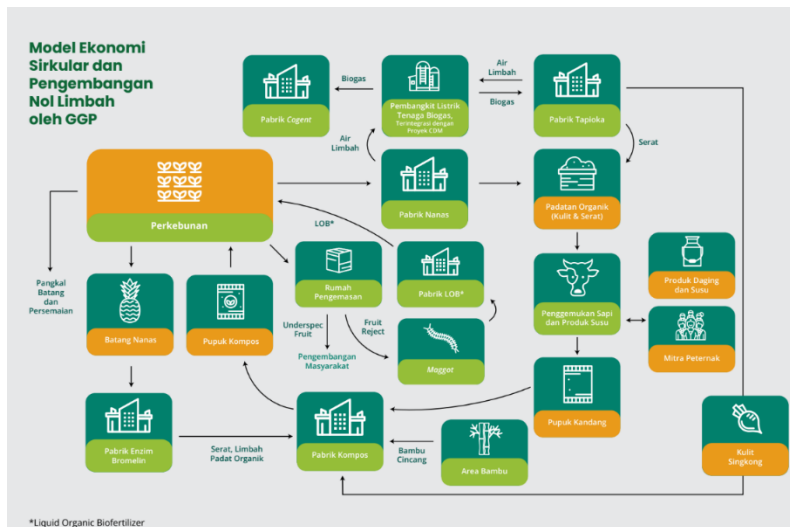 Model Ekonomi
Sirkular dan
Pengembangan
Nol Limbah
oleh GGP
Pabrik Cogent
Biogas
Pembangkit Listrik
Tenaga Biogas,
Terintegrasi dengan
Proyek CDM
Air
Limbah
Biogas
Pabrik Tapioka
Air
Limbah
Serat
Perkebunan
Pabrik Nanas
Padatan Organik
(Kulit & Serat)
LOB*
Pangkal
Batang
dan
Persemaian
Batang Nanas
Pupuk Kompos
Rumah
Pengemasan
Pabrik LOB*
Penggemukan Sapi
dan Produk Susu
Produk Daging
dan Susu
Mitra Peternak
Underspec
Fruit
Fruit
Reject
Pengembangan
Masyarakat
Maggot
Pupuk Kandang
Pabrik Enzim
Bromelin
Serat, Limbah
Padat Organik
Pabrik Kompos
Bambu
Cincang
Area Bambu
Kulit
Singkong
*Liquid Organic Biofertilizer